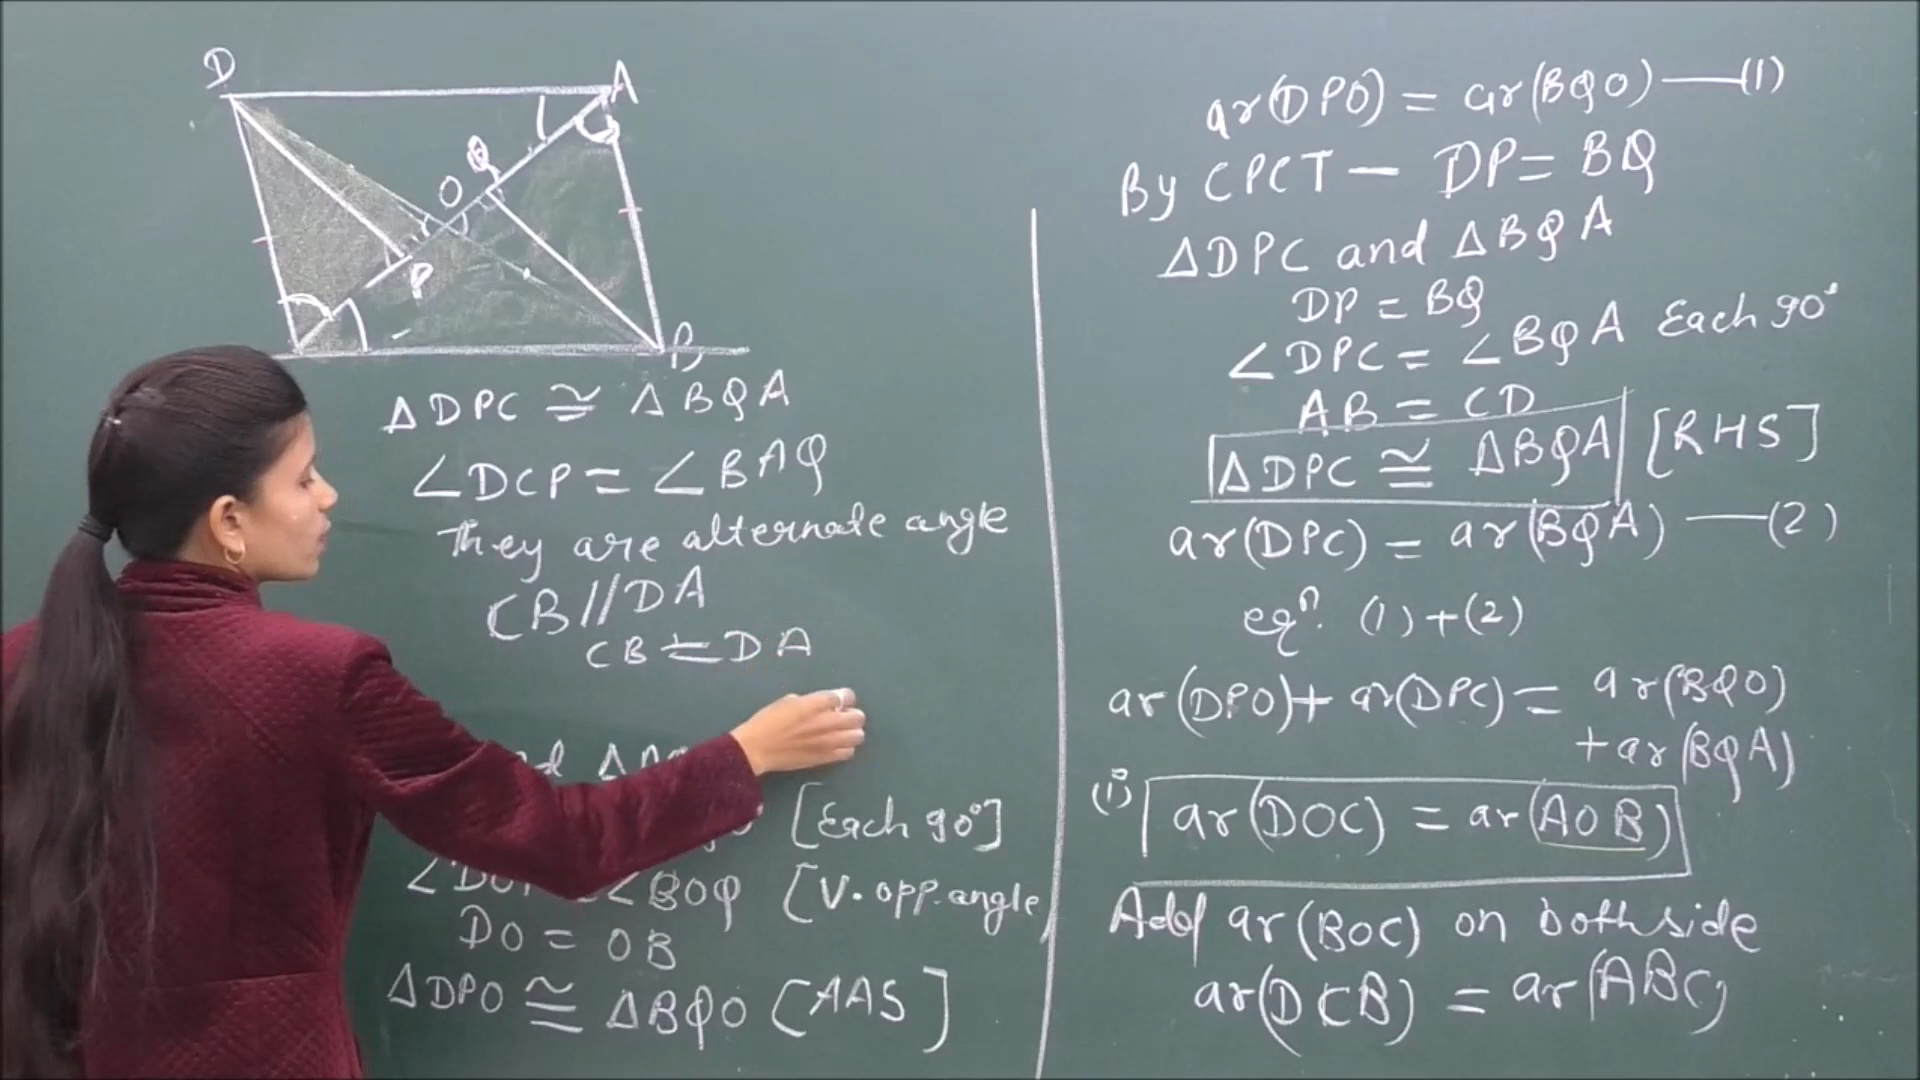 D A
Q
O
P
B
ΔDPC ≅ ΔBQA
∠DCP = ∠BAQ
They are alternate angle
CB//DA
CB = DA
[Each 90°]
= ∠BOQ [V. opp. angle
DO = OB
ΔDPO ≅ ΔBQO [AAS]
ar(DPO) = ar(BQO) —(1)
By CPCT — DP = BQ
ΔDPC and ΔBQA
DP = BQ
∠DPC = ∠BQA Each 90°
AB = CD
ΔDPC ≅ ΔBQA [RHS]
ar(DPC) = ar(BQA) —(2)
eqn. (1)+(2)
ar(DPO)+ ar(DPC) = ar(BQO)
+ar(BQA)
(i) ar(DOC) = ar(AOB)
Add ar(BOC) on both side
ar(DCB) = ar(ABC)